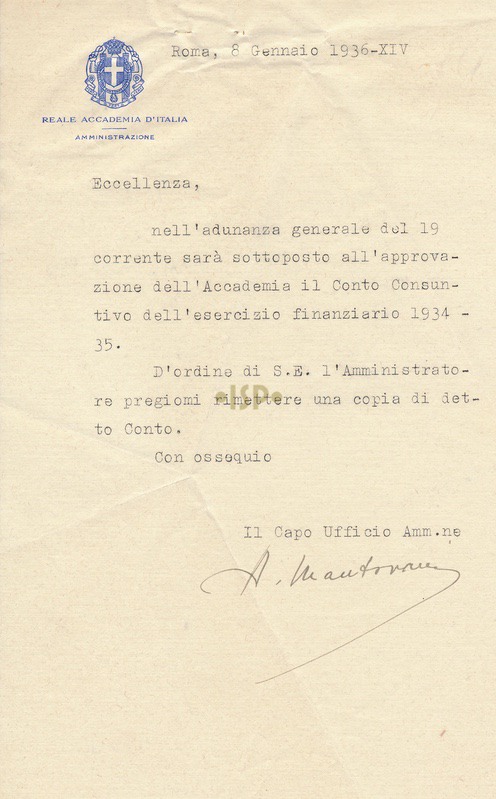 Roma, 8 Gennaio 1936-XIV
REALE ACCADEMIA D'ITALIA
AMMINISTRAZIONE
Eccellenza,
nell'adunanza generale del 19
corrente sarà sottoposto all'approva-
zione dell'Accademia il Conto Consun-
tivo dell'esercizio finanziario 1934 -
35.
D'ordine di S.E. l'Amministrato-
re pregiomi rimettere una copia di det-
to Conto.
ISP
Con ossequio
Il Capo Ufficio Amm.ne
A. Mantovani